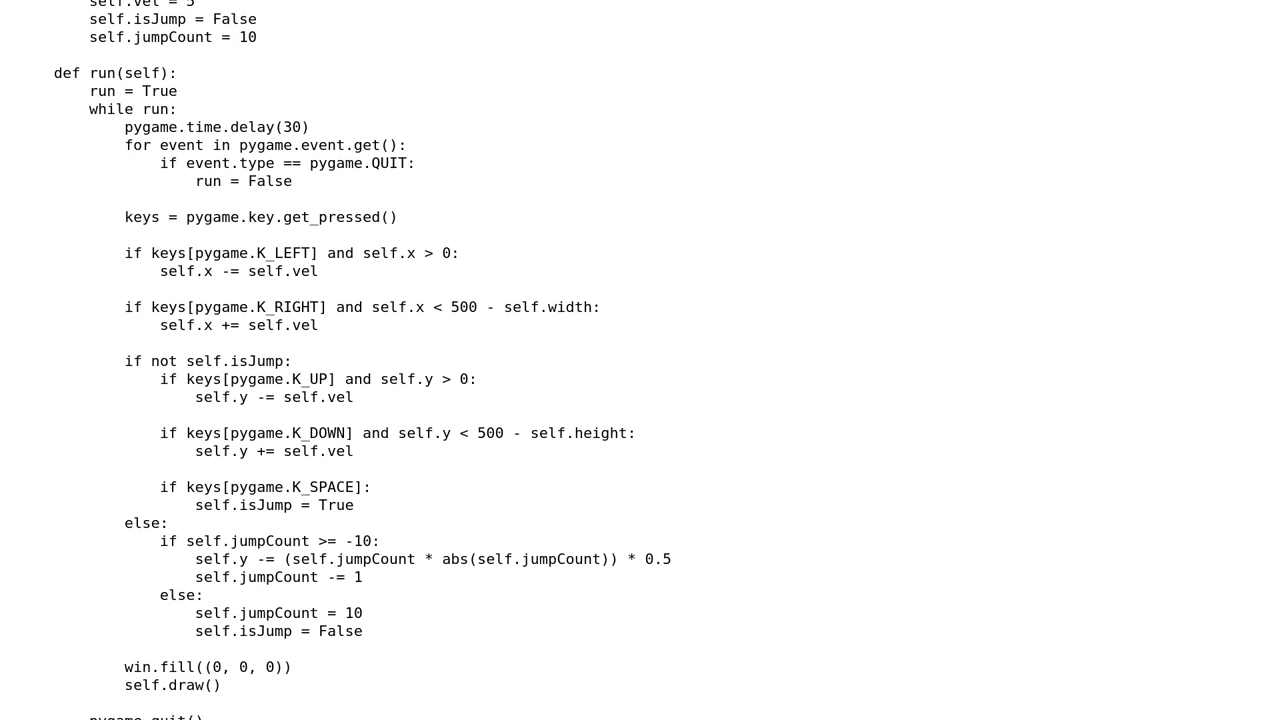 self.vel = 5
        self.isJump = False
        self.jumpCount = 10

    def run(self):
        run = True
        while run:
            pygame.time.delay(30)
            for event in pygame.event.get():
                if event.type == pygame.QUIT:
                    run = False

            keys = pygame.key.get_pressed()

            if keys[pygame.K_LEFT] and self.x > 0:
                self.x -= self.vel

            if keys[pygame.K_RIGHT] and self.x < 500 - self.width:
                self.x += self.vel

            if not self.isJump:
                if keys[pygame.K_UP] and self.y > 0:
                    self.y -= self.vel

                if keys[pygame.K_DOWN] and self.y < 500 - self.height:
                    self.y += self.vel

                if keys[pygame.K_SPACE]:
                    self.isJump = True
            else:
                if self.jumpCount >= -10:
                    self.y -= (self.jumpCount * abs(self.jumpCount)) * 0.5
                    self.jumpCount -= 1
                else:
                    self.jumpCount = 10
                    self.isJump = False

            win.fill((0, 0, 0))
            self.draw()

        pygame.quit()